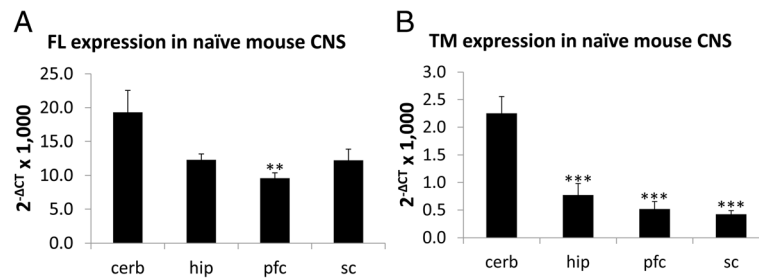 A
FL expression in naïve mouse CNS
2^-ΔCT x 1,000
25.0
20.0
15.0
10.0
5.0
0.0
**
cerb hip pfc sc
B
TM expression in naïve mouse CNS
2^-ΔCT x 1,000
3.0
2.5
2.0
1.5
1.0
0.5
0.0
*** *** ***
cerb hip pfc sc